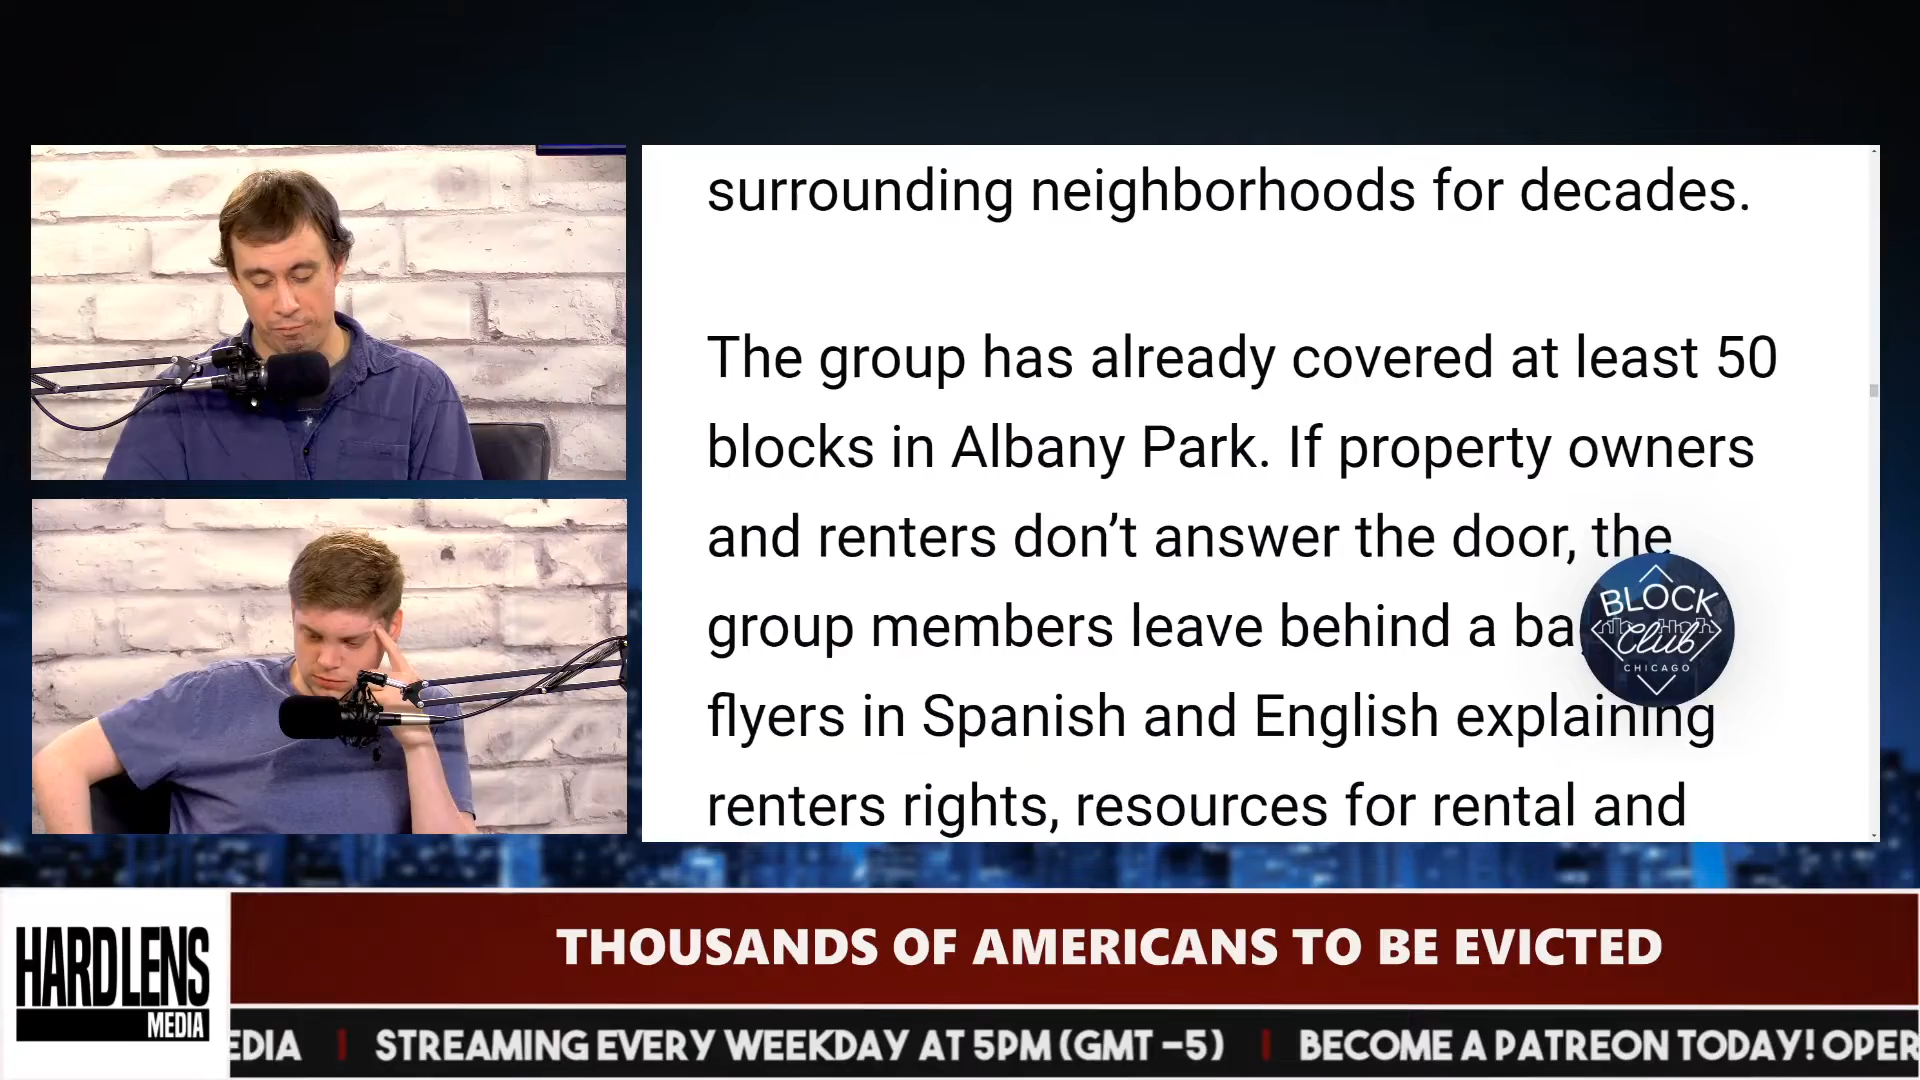 surrounding neighborhoods for decades.
The group has already covered at least 50
blocks in Albany Park. If property owners
and renters don’t answer the door, the
group members leave behind a
flyers in Spanish and English explaining
renters rights, resources for rental and
BLOCK
Club
CHICAGO
THOUSANDS OF AMERICANS TO BE EVICTED
HARD LENS
MEDIA
EDIA | STREAMING EVERY WEEKDAY AT 5PM (GMT -5) | BECOME A PATREON TODAY! OPER